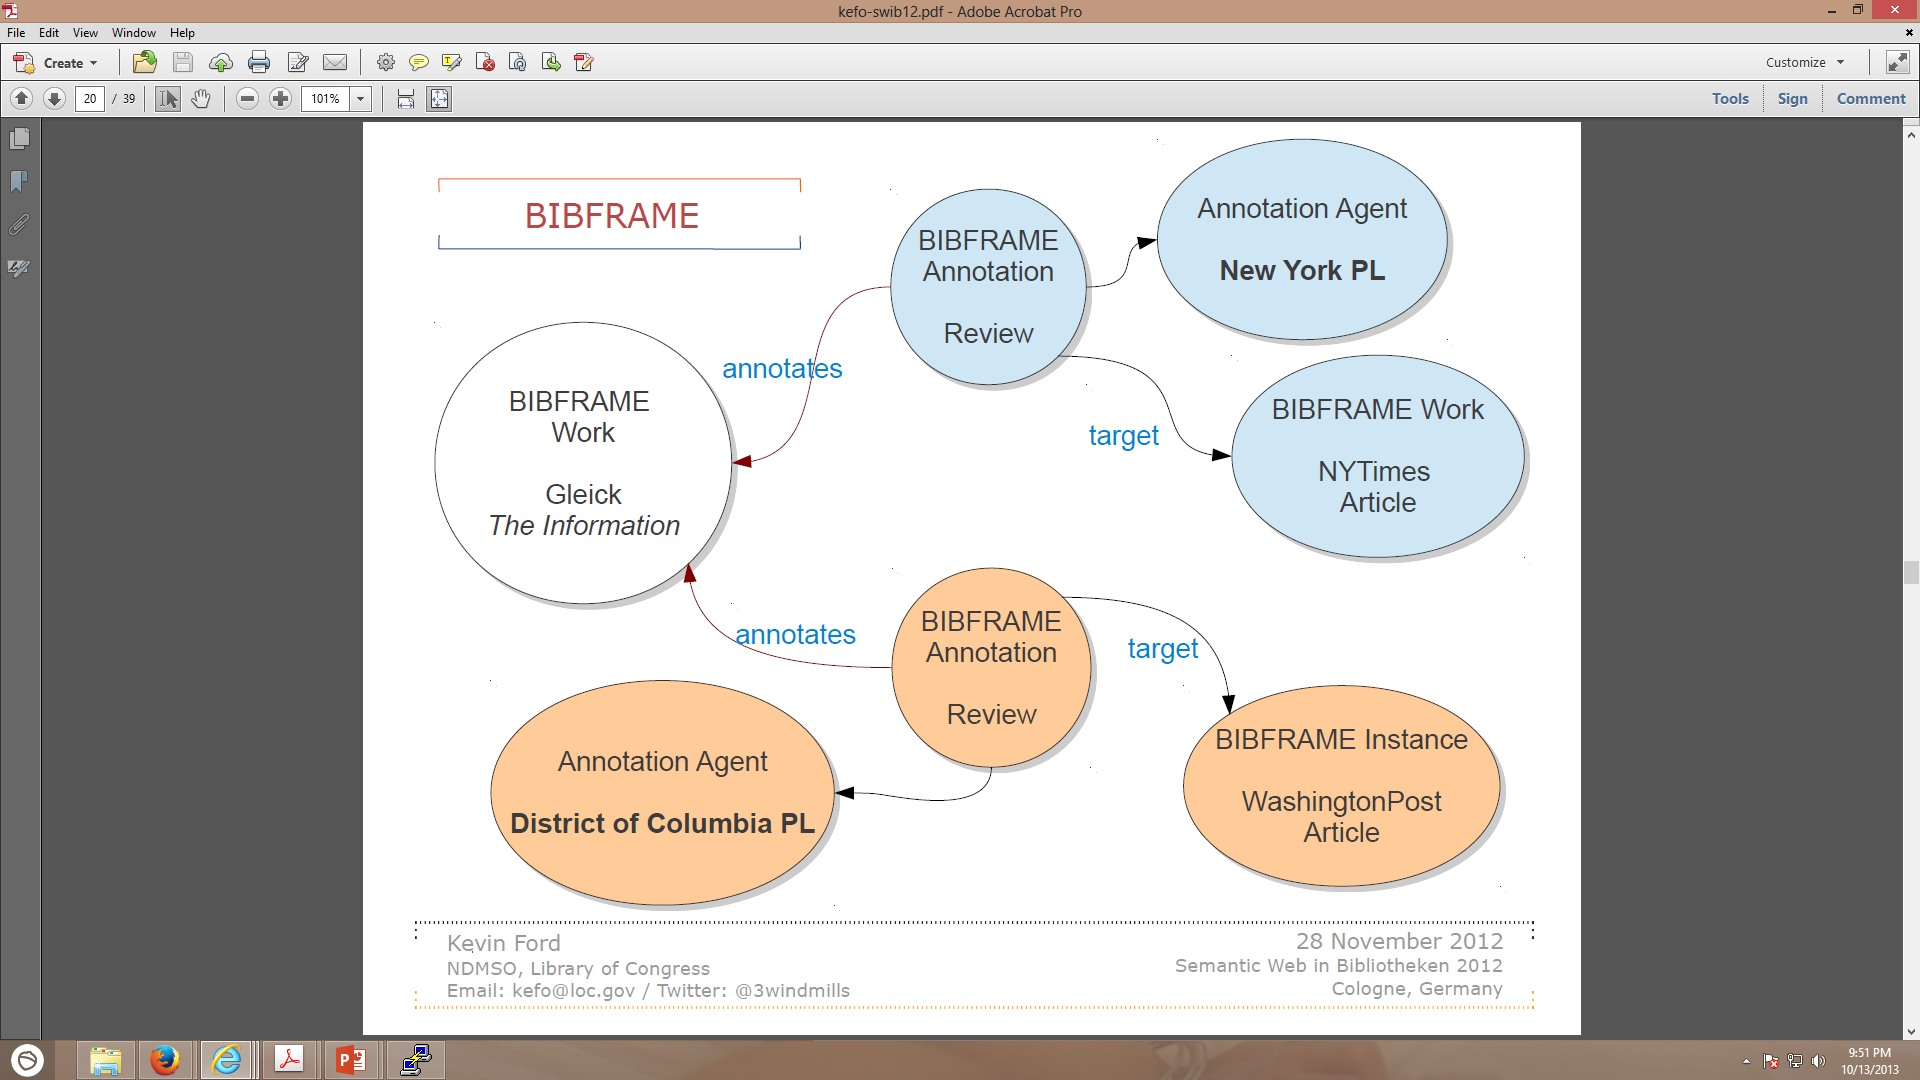 kefo-swib12.pdf - Adobe Acrobat Pro
File Edit View Window Help
Create
Customize
20 / 39
101%
Tools Sign Comment
BIBFRAME
BIBFRAME
Annotation
Review
Annotation Agent
New York PL
annotates
target
BIBFRAME
Work
Gleick
The Information
BIBFRAME Work
NYTimes
Article
annotates
BIBFRAME
Annotation
Review
target
Annotation Agent
District of Columbia PL
BIBFRAME Instance
WashingtonPost
Article
Kevin Ford
NDMSO, Library of Congress
Email: kefo@loc.gov / Twitter: @3windmills
28 November 2012
Semantic Web in Bibliotheken 2012
Cologne, Germany
9:51 PM
10/13/2013